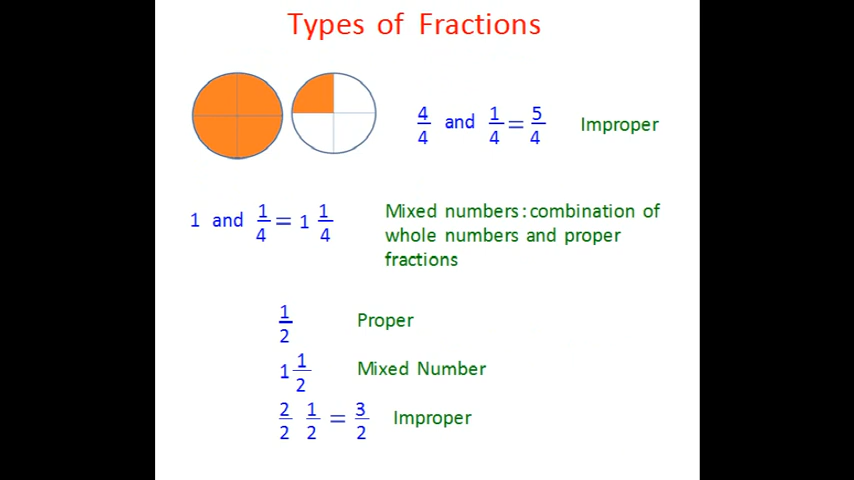 Types of Fractions
4/4 and 1/4 = 5/4 Improper
1 and 1/4 = 1 1/4 Mixed numbers: combination of
whole numbers and proper
fractions
1/2 Proper
1 1/2 Mixed Number
2/2 1/2 = 3/2 Improper